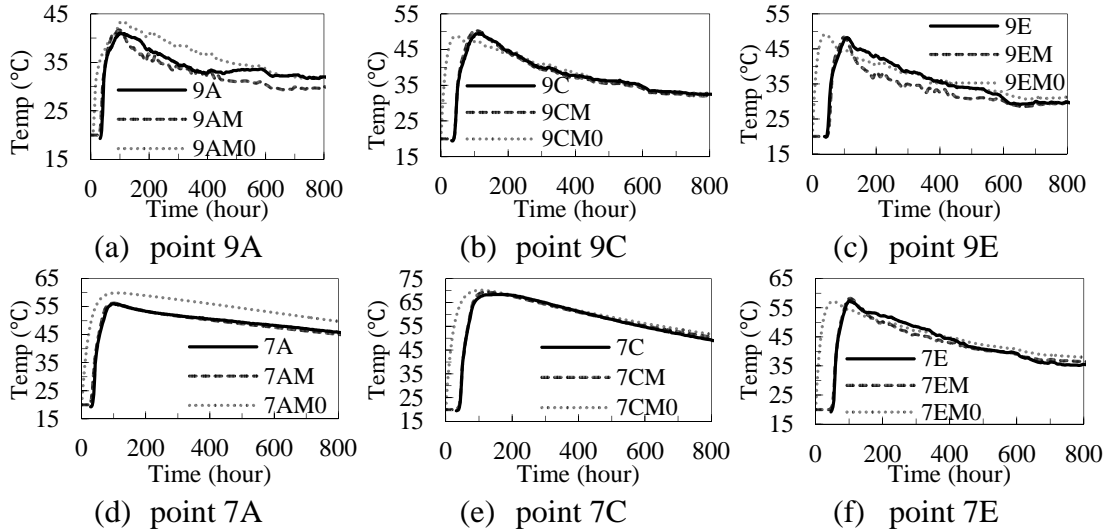 45
35
25
15
Temp (°C)
9A
9AM
9AM0
0 200 400 600 800
Time (hour)
(a) point 9A
55
45
35
25
15
Temp (°C)
9C
9CM
9CM0
0 200 400 600 800
Time (hour)
(b) point 9C
55
45
35
25
15
Temp (°C)
9E
9EM
9EM0
0 200 400 600 800
Time (hour)
(c) point 9E
65
55
45
35
25
15
Temp (°C)
7A
7AM
7AM0
0 200 400 600 800
Time (hour)
(d) point 7A
75
65
55
45
35
25
15
Temp (°C)
7C
7CM
7CM0
0 200 400 600 800
Time (hour)
(e) point 7C
65
55
45
35
25
15
Temp (°C)
7E
7EM
7EM0
0 200 400 600 800
Time (hour)
(f) point 7E